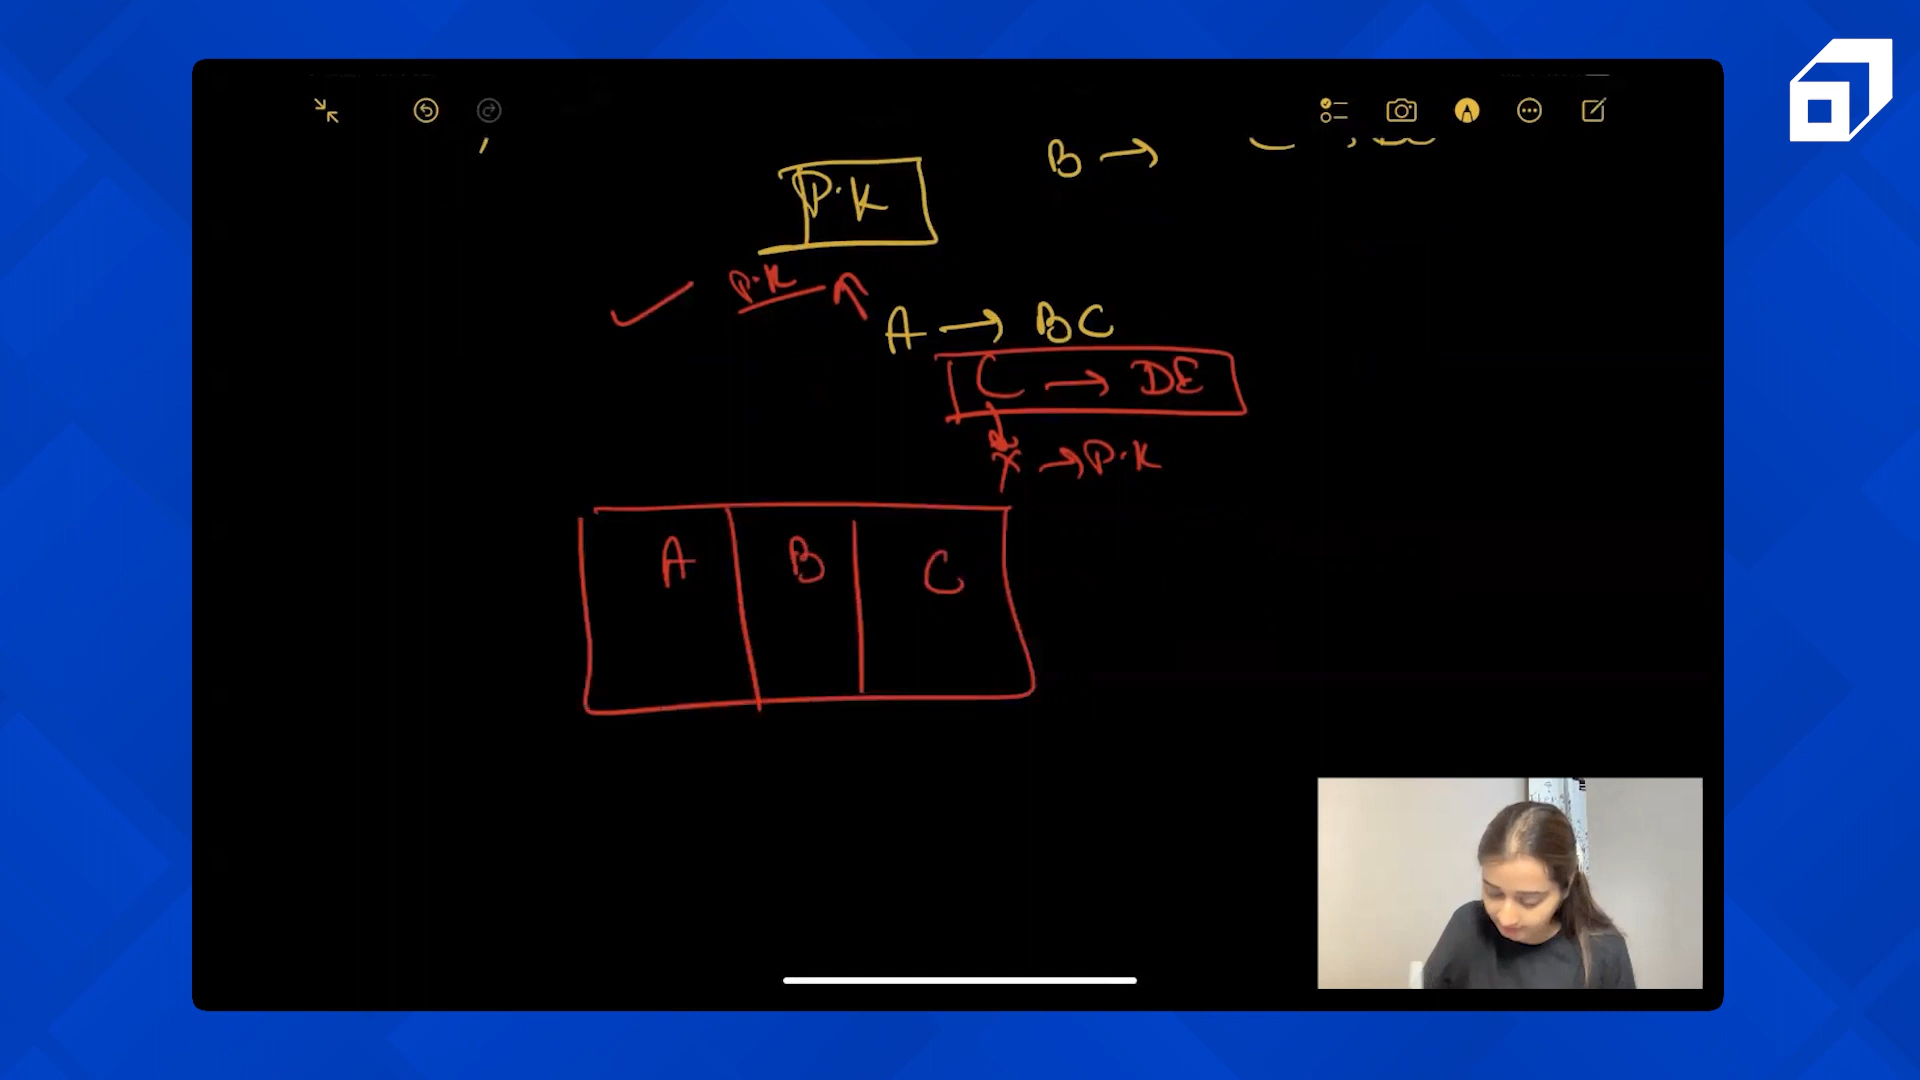 B →
P.K
P.K
A → BC
C → DE
→ P.K
A B C